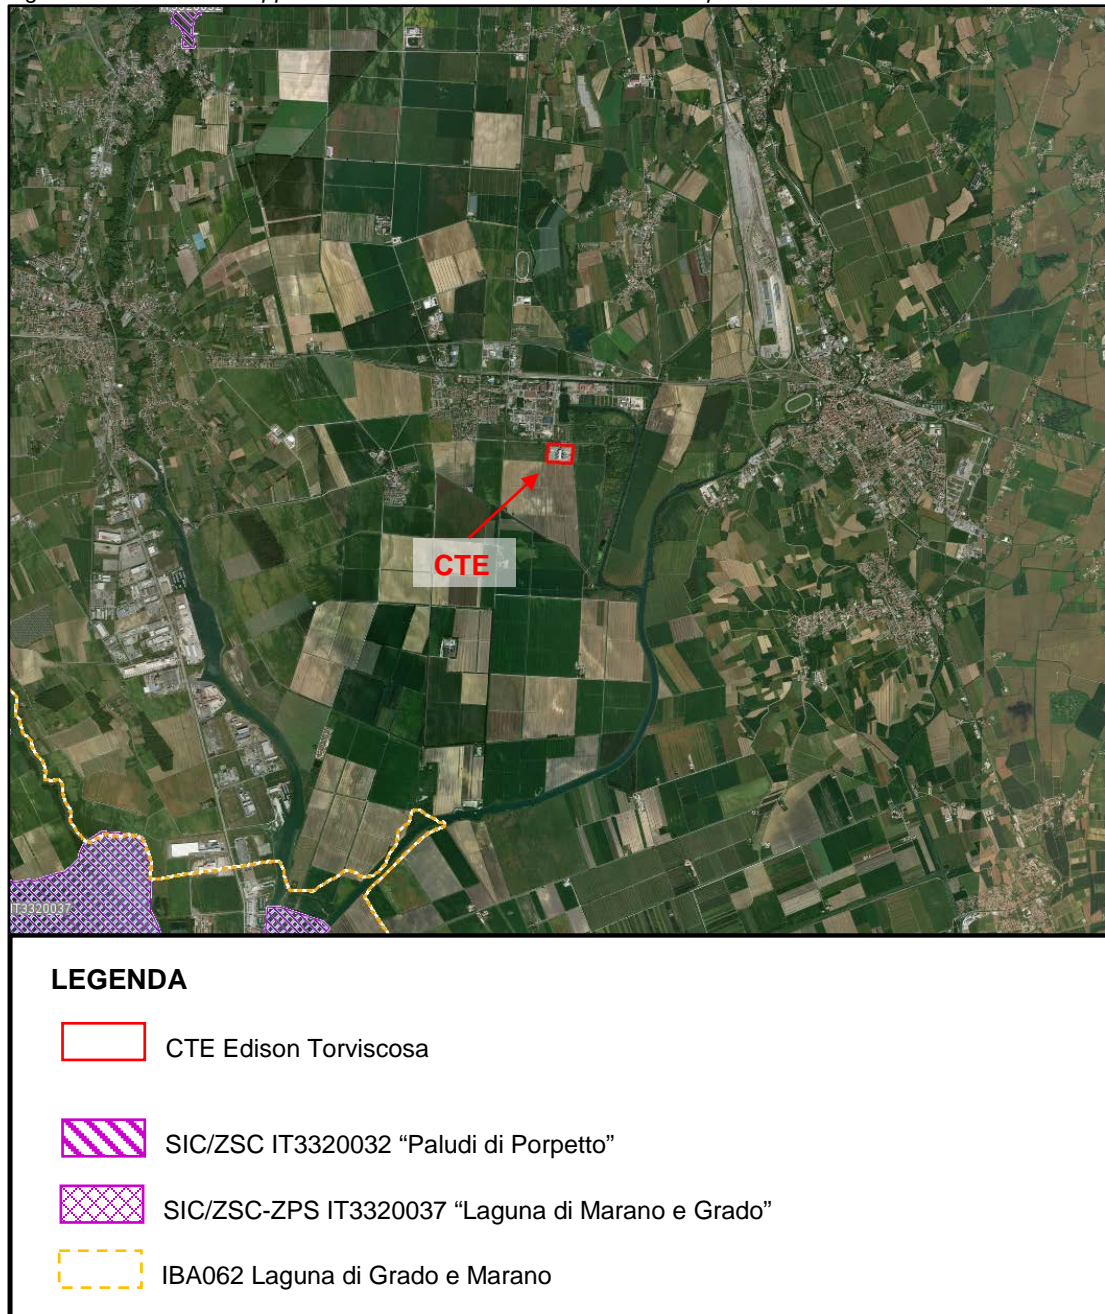 IT3320032
CTE
IT3320037
LEGENDA
CTE Edison Torviscosa
SIC/ZSC IT3320032 “Paludi di Porpetto”
SIC/ZSC-ZPS IT3320037 “Laguna di Marano e Grado”
IBA062 Laguna di Grado e Marano